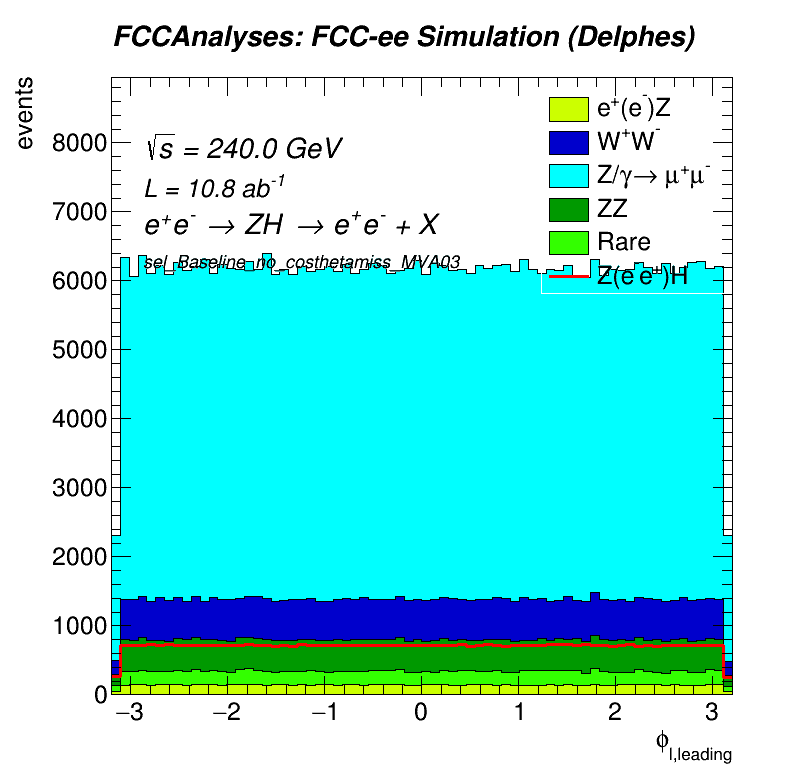 FCCAnalyses: FCC-ee Simulation (Delphes)
events
√s = 240.0 GeV
L = 10.8 ab⁻¹
e⁺e⁻ → ZH → e⁺e⁻ + X
sel_Baseline_no_costhetamiss_MVA03
e⁺(e⁻)Z
W⁺W⁻
Z/γ→ μ⁺μ⁻
ZZ
Rare
Z(e⁻e⁺)H
8000
7000
6000
5000
4000
3000
2000
1000
0
−3 −2 −1 0 1 2 3
ϕ l,leading